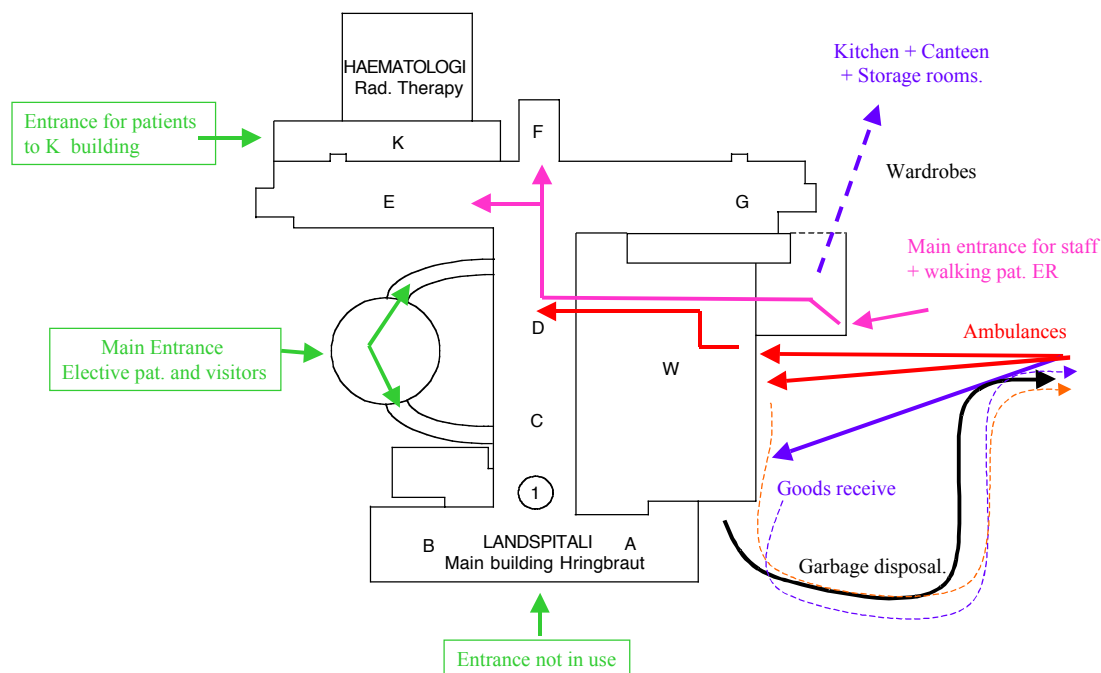 Kitchen + Canteen
+ Storage rooms.
HAEMATOLOGI
Rad. Therapy
Entrance for patients
to K  building
F
K
Wardrobes
E
G
Main entrance for staff
+ walking pat. ER
D
Ambulances
Main Entrance
Elective pat. and visitors
W
C
1
Goods receive
B
LANDSPITALI
A
Main building Hringbraut
Garbage disposal.
Entrance not in use